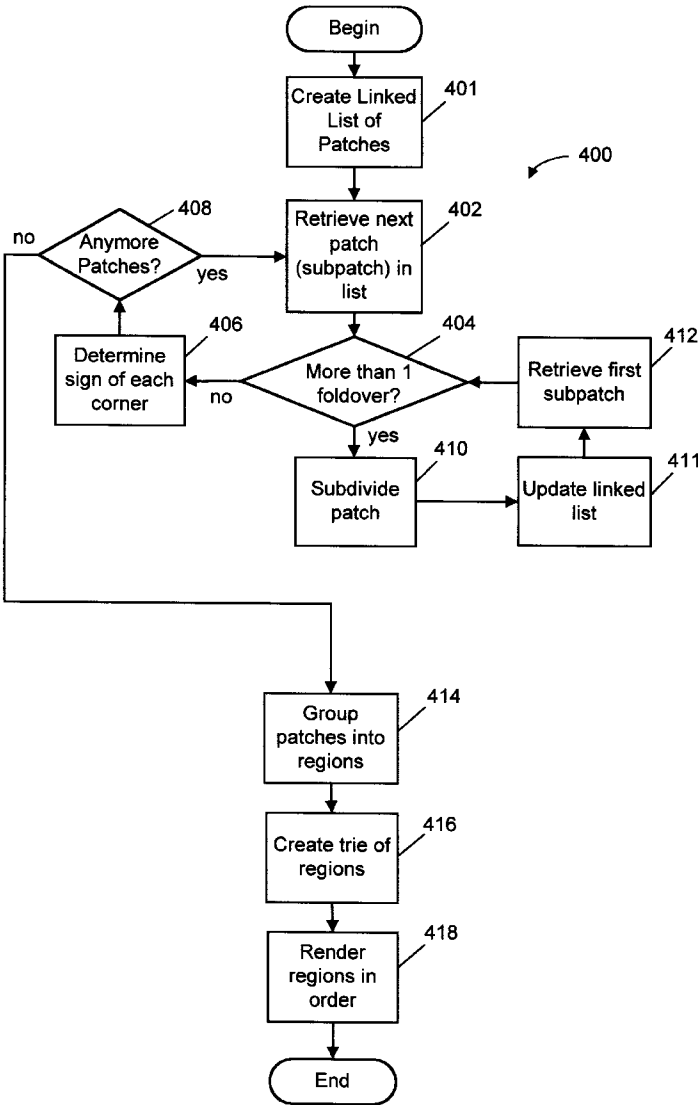 Begin
Create Linked
List of
Patches
401
400
Retrieve next
patch
(subpatch) in
list
402
408
no
Anymore
Patches?
yes
406
Determine
sign of each
corner
404
More than 1
foldover?
no
yes
412
Retrieve first
subpatch
410
Subdivide
patch
411
Update linked
list
414
Group
patches into
regions
416
Create trie of
regions
418
Render
regions in
order
End